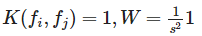 K(f_i, f_j) = 1, W = \frac{1}{s^2} 1